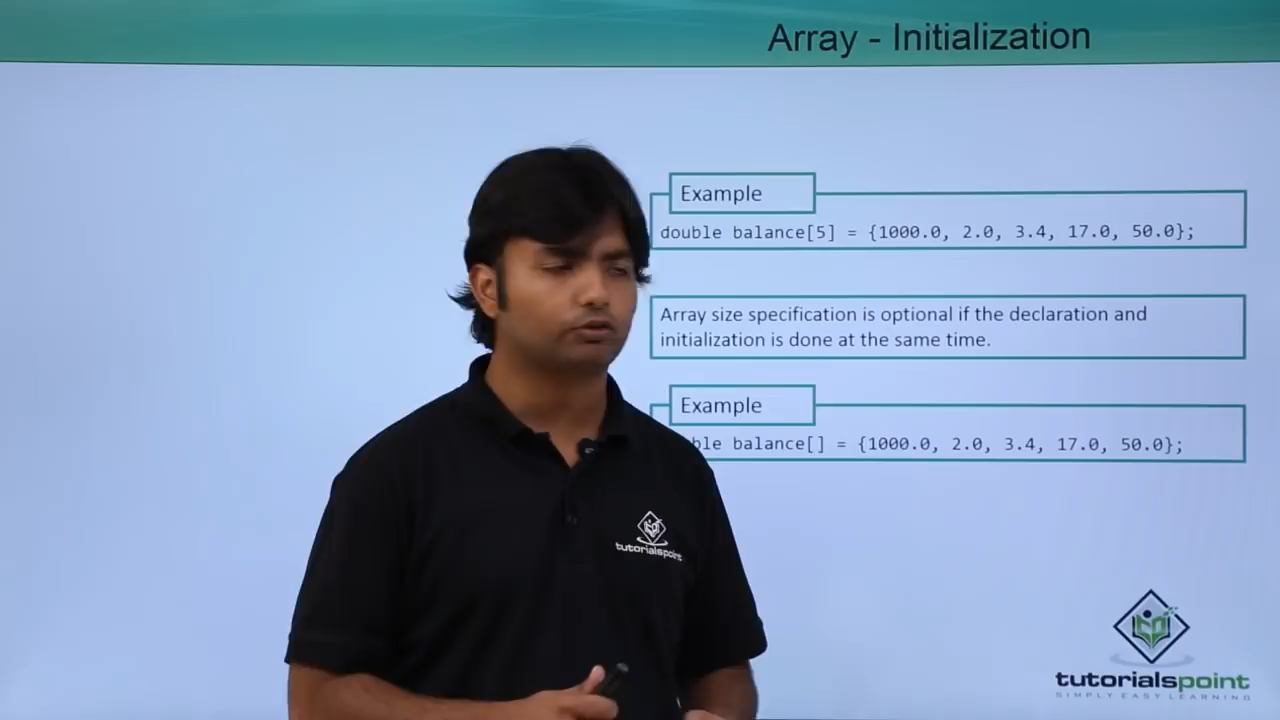 Array - Initialization
Example
double balance[5] = {1000.0, 2.0, 3.4, 17.0, 50.0};
Array size specification is optional if the declaration and
initialization is done at the same time.
Example
ble balance[] = {1000.0, 2.0, 3.4, 17.0, 50.0};
tutorialspoint
tutorialspoint
SIMPLY EASY LEARNING